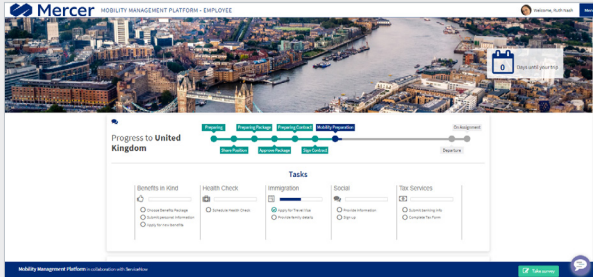 Mercer MOBILITY MANAGEMENT PLATFORM - EMPLOYEE
Welcome, Ruth Nash
0
days until your trip
Preparing
Preparing Package
Preparing Contract
Mobility Preparation
On Assignment
Progress to United
Kingdom
Share Position
Approve Package
Sign Contract
Departure
Tasks
Benefits in Kind
Health Check
Immigration
Social
Tax Services
Choose Benefits Package
Schedule Health Check
Apply for Travel Visa
Provide Information
Submit banking info
Submit personal information
Provide family details
Sign up
Complete Tax Form
Apply for new benefits
Mobility Management Platform in collaboration with ServiceNow
Take survey